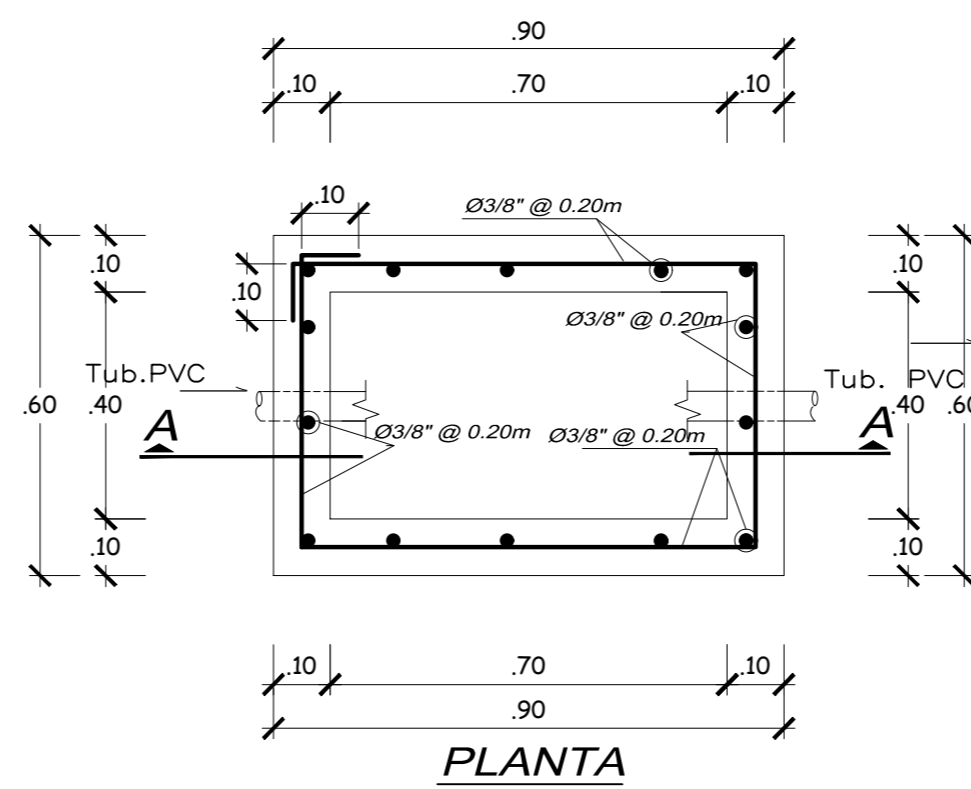 .90
.10 .70 .10
.10
Ø3/8" @ 0.20m
.10 .10 .10
Ø3/8" @ 0.20m
Tub.PVC Tub. PVC
.60 .40 .40 .60
A A
Ø3/8" @ 0.20m Ø3/8" @ 0.20m
.10 .10
.10 .70 .10
.90
PLANTA